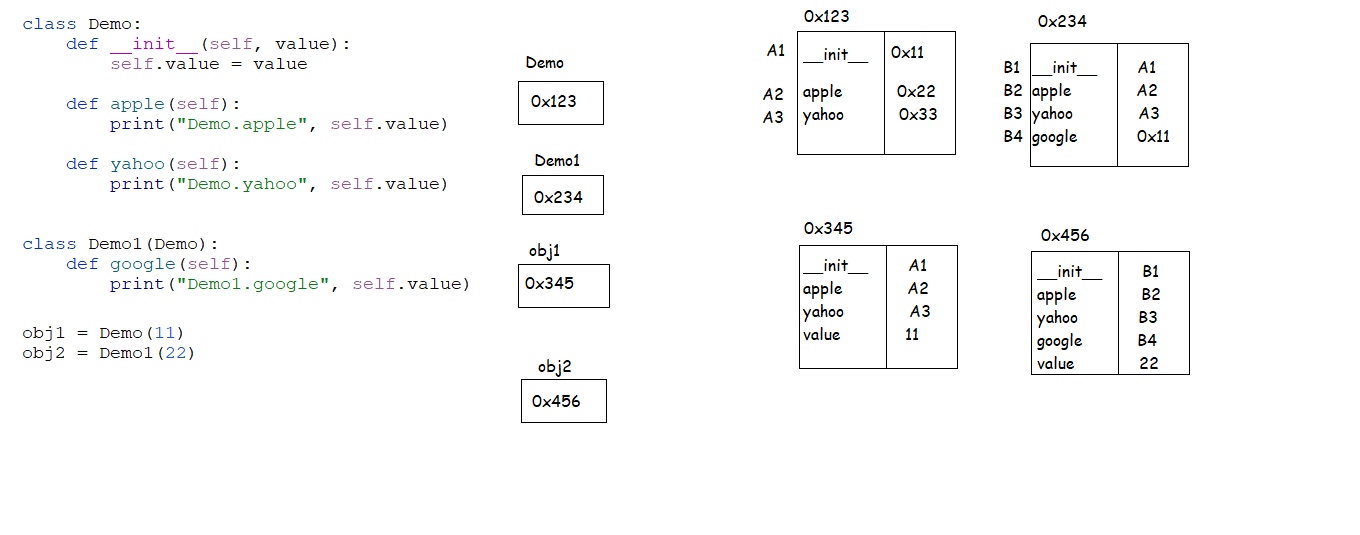 class Demo:
    def __init__(self, value):
        self.value = value
    def apple(self):
        print("Demo.apple", self.value)
    def yahoo(self):
        print("Demo.yahoo", self.value)
class Demo1(Demo):
    def google(self):
        print("Demo1.google", self.value)
obj1 = Demo(11)
obj2 = Demo1(22)
Demo
0x123
Demo1
0x234
obj1
0x345
obj2
0x456
0x123
A1 __init__ 0x11
A2 apple 0x22
A3 yahoo 0x33
0x234
B1 __init__ A1
B2 apple A2
B3 yahoo A3
B4 google 0x11
0x345
__init__ A1
apple A2
yahoo A3
value 11
0x456
__init__ B1
apple B2
yahoo B3
google B4
value 22